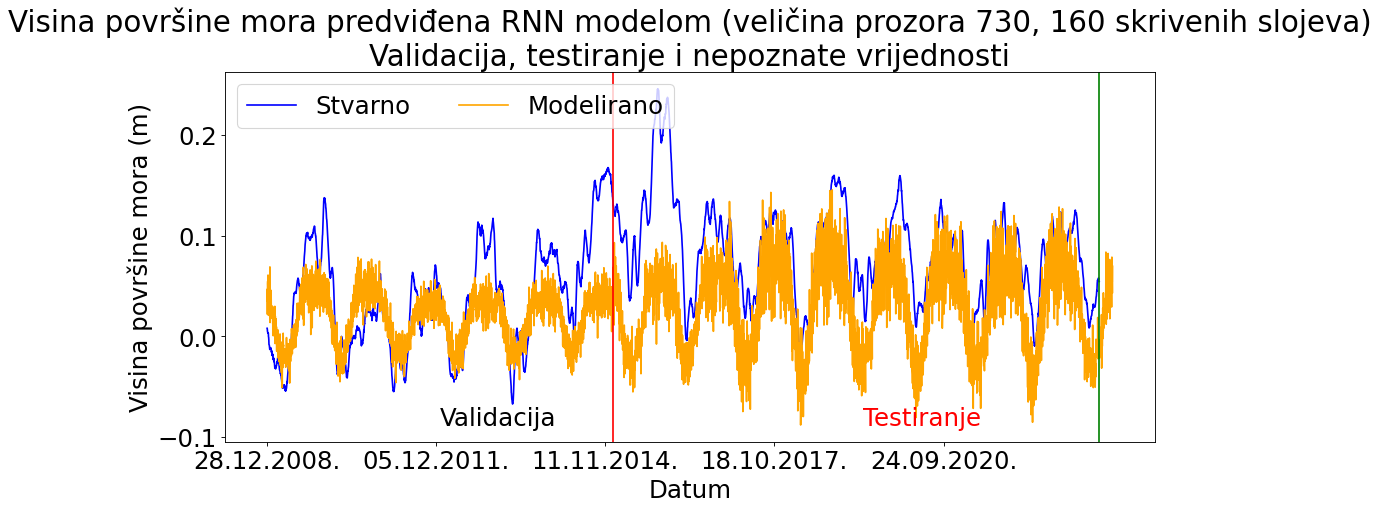 Visina površine mora predviđena RNN modelom (veličina prozora 730, 160 skrivenih slojeva)
Validacija, testiranje i nepoznate vrijednosti
Stvarno
Modelirano
Visina površine mora (m)
0.2
0.1
0.0
−0.1
Validacija
Testiranje
28.12.2008.
05.12.2011.
11.11.2014.
18.10.2017.
24.09.2020.
Datum